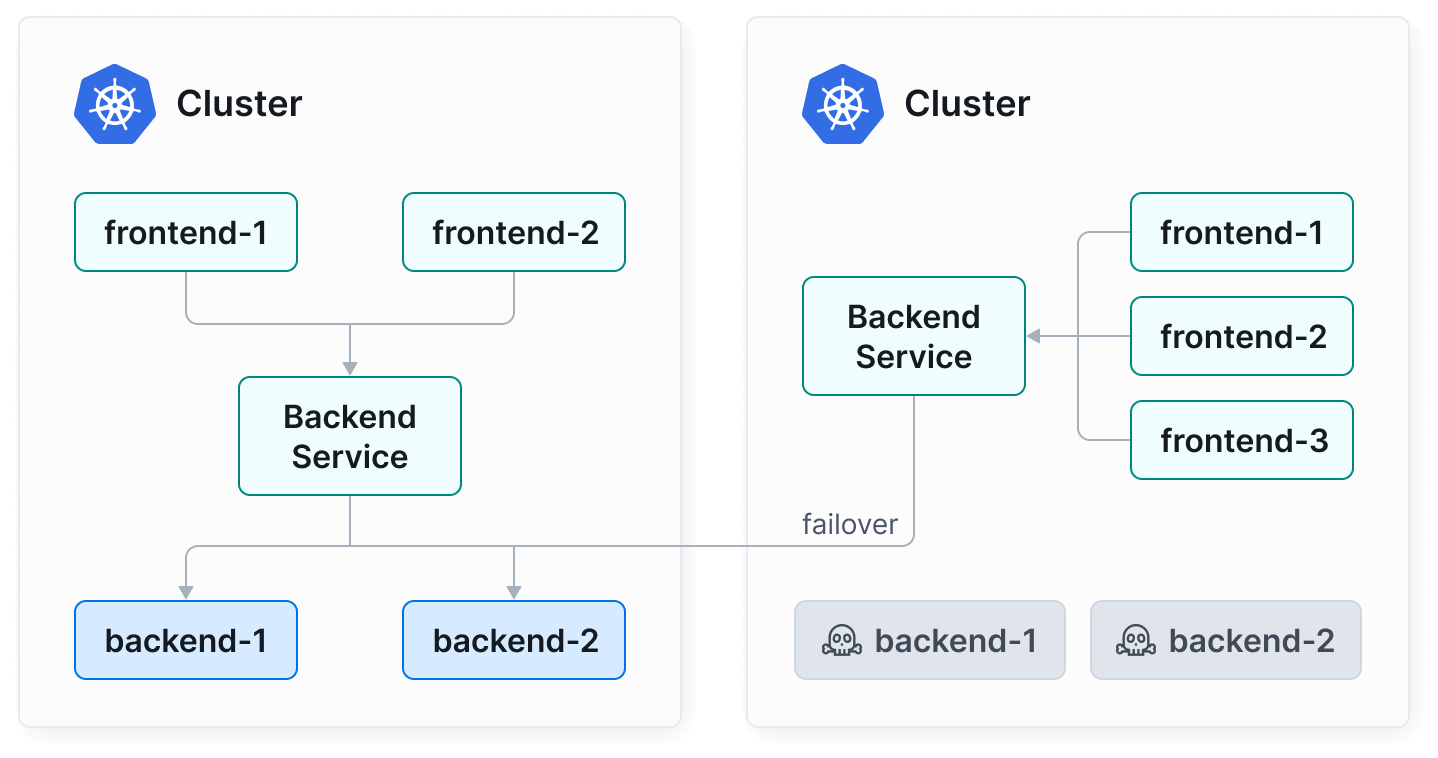 Cluster
frontend-1
frontend-2
Backend
Service
backend-1
backend-2
Cluster
frontend-1
Backend
Service
frontend-2
frontend-3
failover
backend-1
backend-2